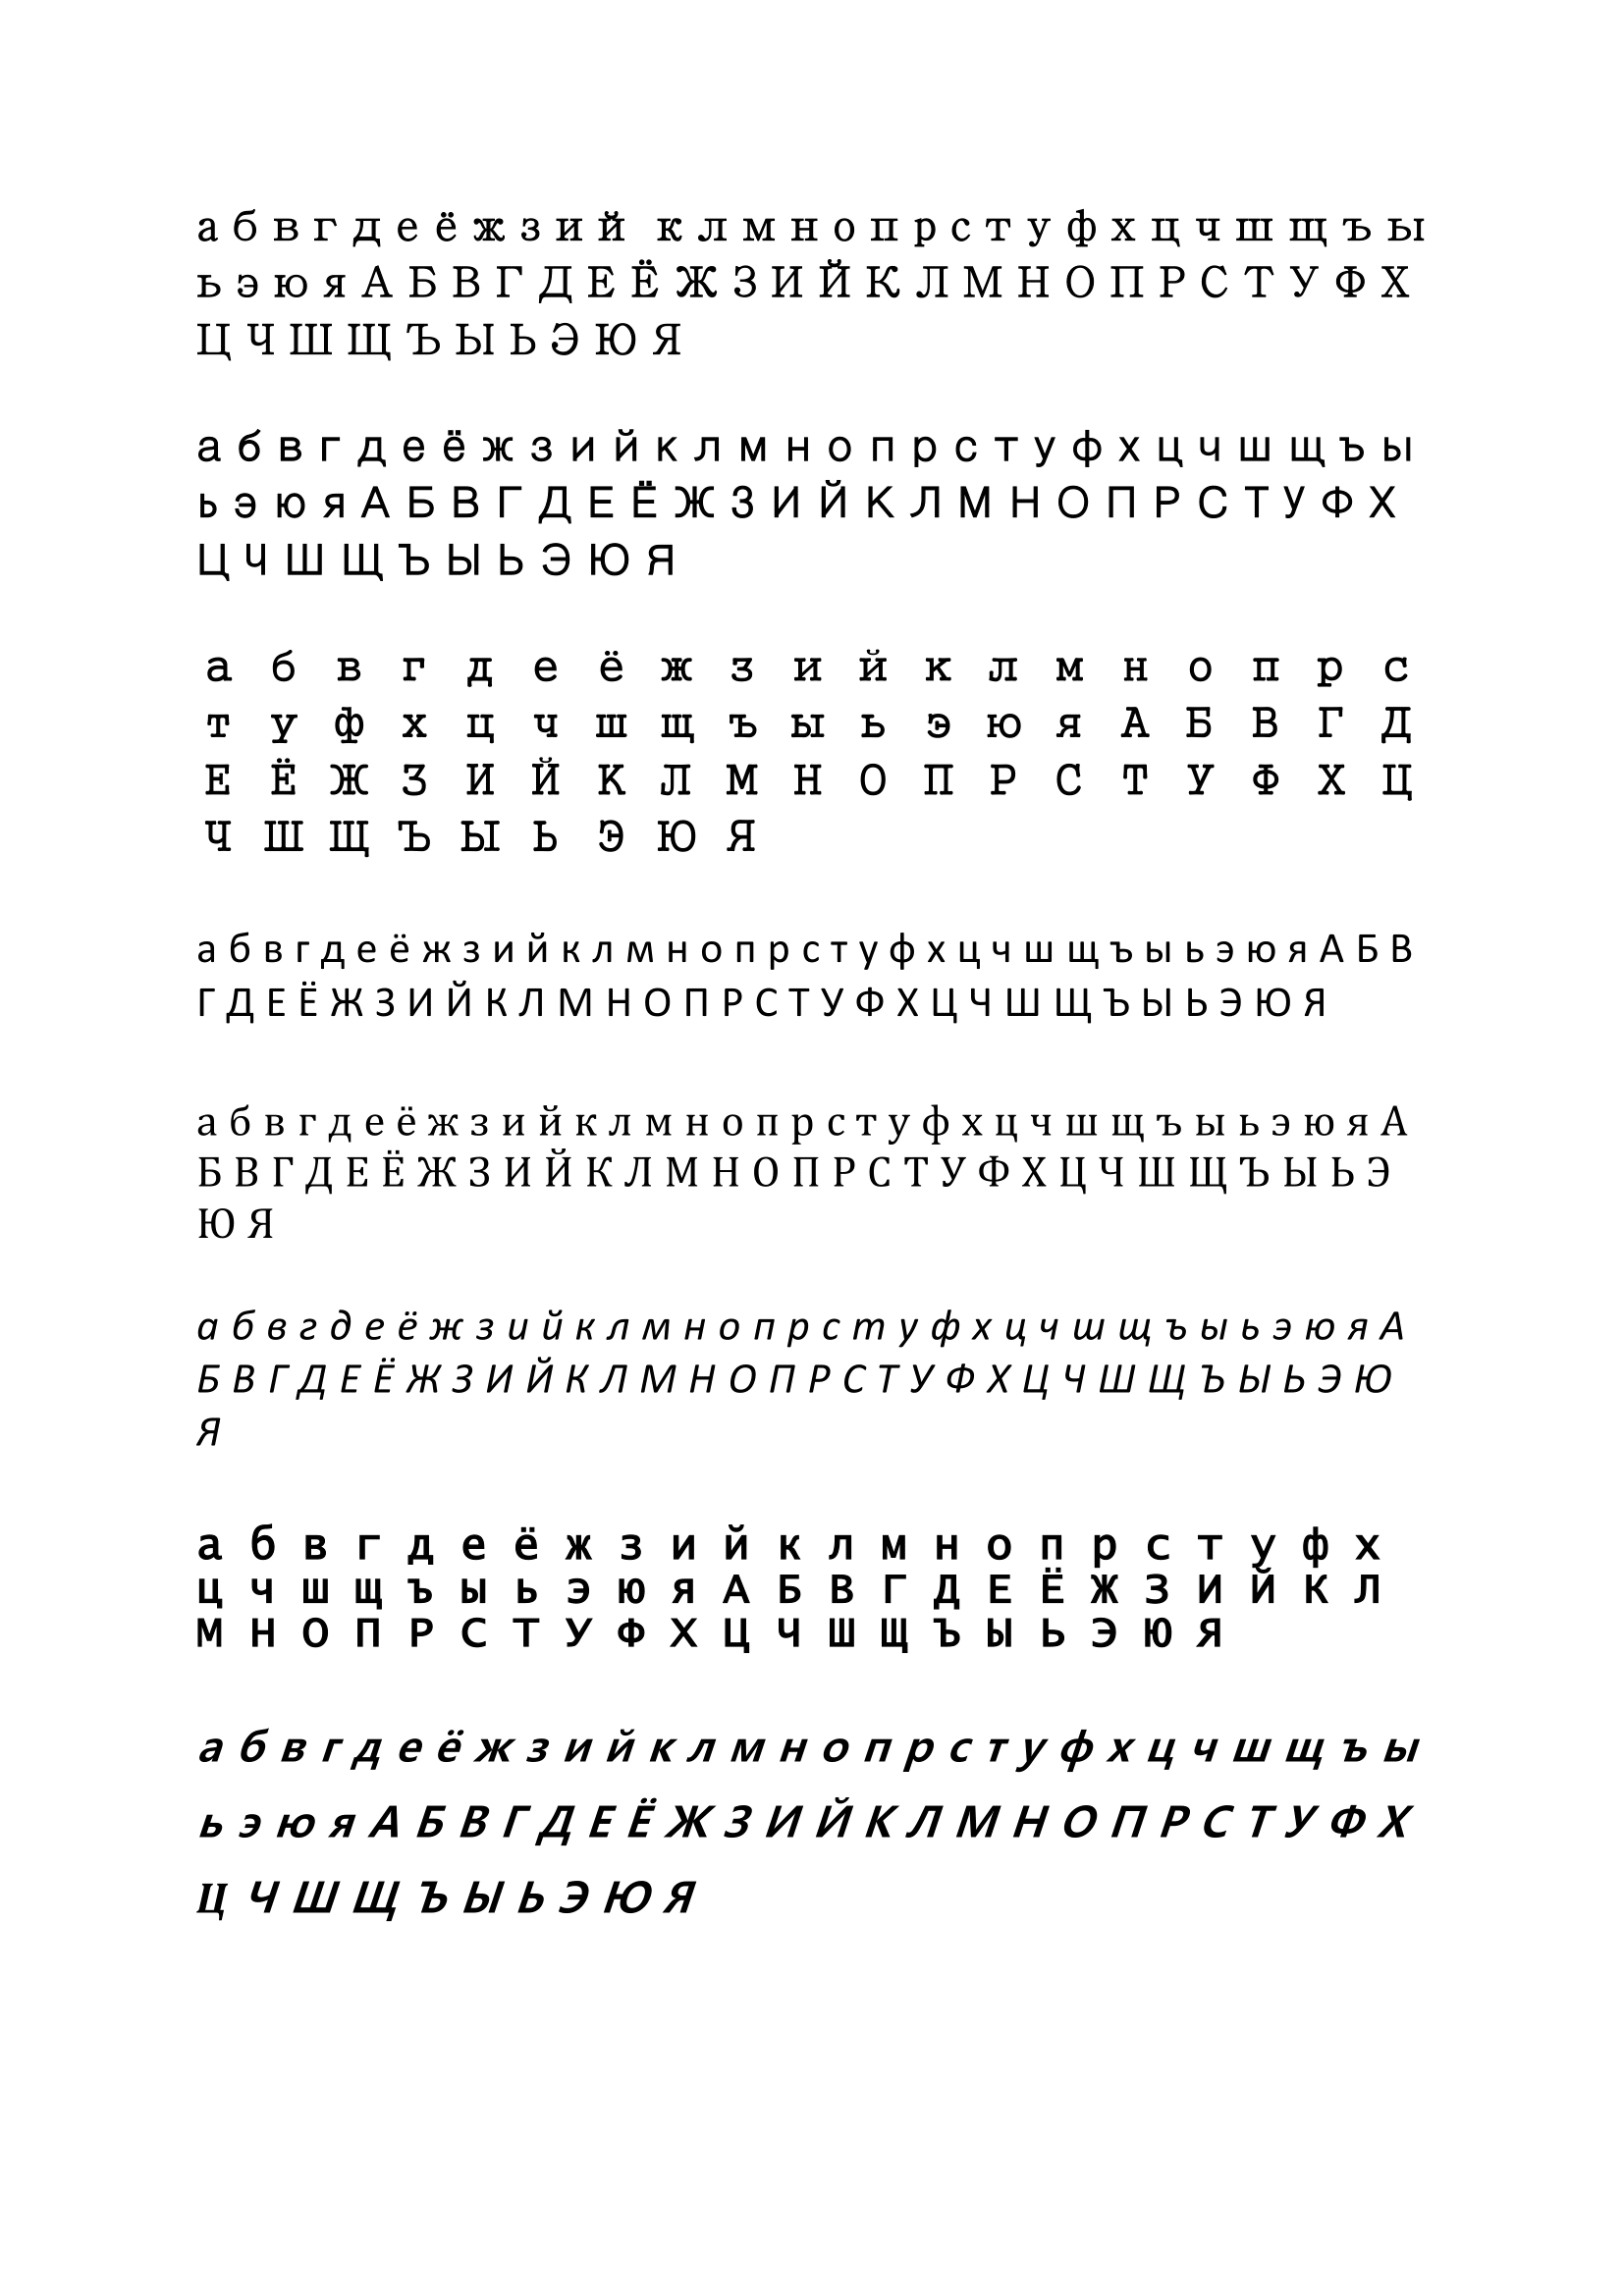 а б в г д е ё ж з и й к л м н о п р с т у ф х ц ч ш щ ъ ы
ь э ю я А Б В Г Д Е Ё Ж З И Й К Л М Н О П Р С Т У Ф Х
Ц Ч Ш Щ Ъ Ы Ь Э Ю Я
а б в г д е ё ж з и й к л м н о п р с т у ф х ц ч ш щ ъ ы
ь э ю я А Б В Г Д Е Ё Ж З И Й К Л М Н О П Р С Т У Ф Х
Ц Ч Ш Щ Ъ Ы Ь Э Ю Я
а б в г д е ё ж з и й к л м н о п р с
т у ф х ц ч ш щ ъ ы ь э ю я А Б В Г Д
Е Ё Ж З И Й К Л М Н О П Р С Т У Ф Х Ц
Ч Ш Щ Ъ Ы Ь Э Ю Я
а б в г д е ё ж з и й к л м н о п р с т у ф х ц ч ш щ ъ ы ь э ю я А Б В
Г Д Е Ё Ж З И Й К Л М Н О П Р С Т У Ф Х Ц Ч Ш Щ Ъ Ы Ь Э Ю Я
а б в г д е ё ж з и й к л м н о п р с т у ф х ц ч ш щ ъ ы ь э ю я А
Б В Г Д Е Ё Ж З И Й К Л М Н О П Р С Т У Ф Х Ц Ч Ш Щ Ъ Ы Ь Э
Ю Я
а б в г д е ё ж з и й к л м н о п р с т у ф х ц ч ш щ ъ ы ь э ю я А
Б В Г Д Е Ё Ж З И Й К Л М Н О П Р С Т У Ф Х Ц Ч Ш Щ Ъ Ы Ь Э Ю
Я
а б в г д е ё ж з и й к л м н о п р с т у ф х
ц ч ш щ ъ ы ь э ю я А Б В Г Д Е Ё Ж З И Й К Л
М Н О П Р С Т У Ф Х Ц Ч Ш Щ Ъ Ы Ь Э Ю Я
а б в г д е ё ж з и й к л м н о п р с т у ф х ц ч ш щ ъ ы
ь э ю я А Б В Г Д Е Ё Ж З И Й К Л М Н О П Р С Т У Ф Х
Ц Ч Ш Щ Ъ Ы Ь Э Ю Я